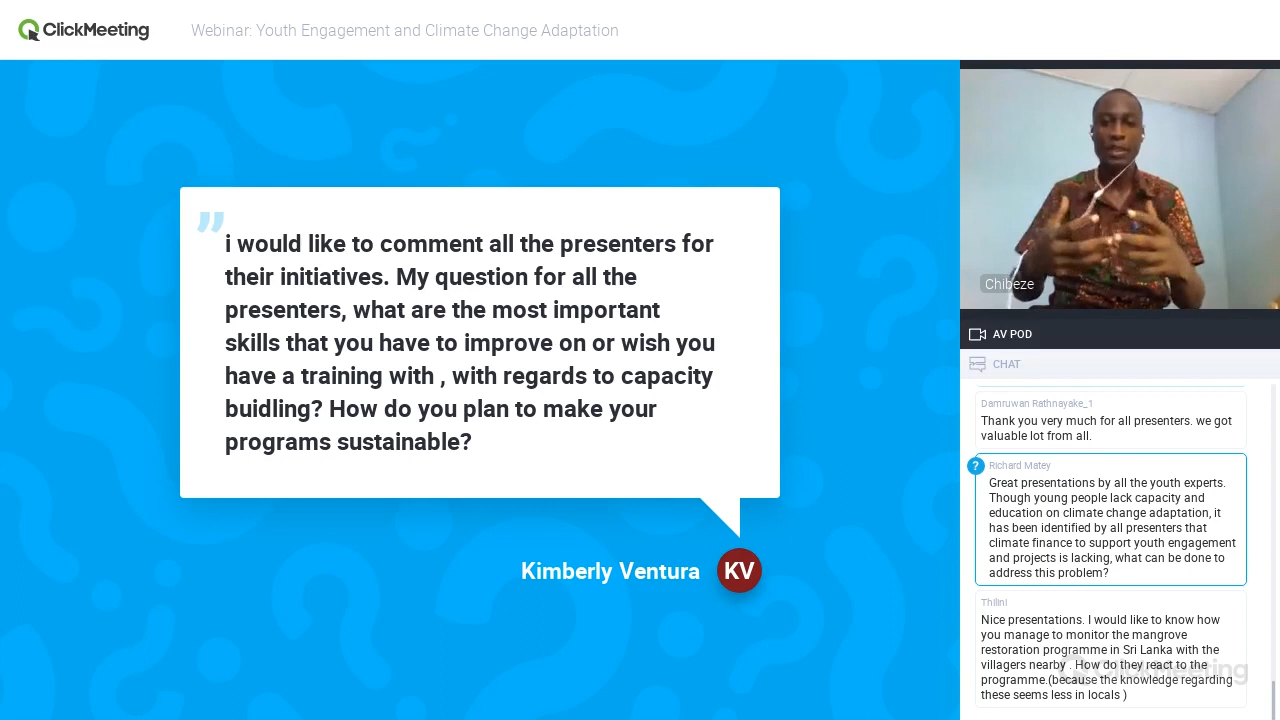 ClickMeeting
Webinar: Youth Engagement and Climate Change Adaptation
”
i would like to comment all the presenters for
their initiatives. My question for all the
presenters, what are the most important
skills that you have to improve on or wish you
have a training with , with regards to capacity
buidling? How do you plan to make your
programs sustainable?
Kimberly Ventura
KV
Chibeze
AV POD
CHAT
Damruwan Rathnayake_1
Thank you very much for all presenters. we got
valuable lot from all.
?
Richard Matey
Great presentations by all the youth experts.
Though young people lack capacity and
education on climate change adaptation, it
has been identified by all presenters that
climate finance to support youth engagement
and projects is lacking, what can be done to
address this problem?
Thilini
Nice presentations. I would like to know how
you manage to monitor the mangrove
restoration programme in Sri Lanka with the
villagers nearby . How do they react to the
programme.(because the knowledge regarding
these seems less in locals )
ClickMeeting